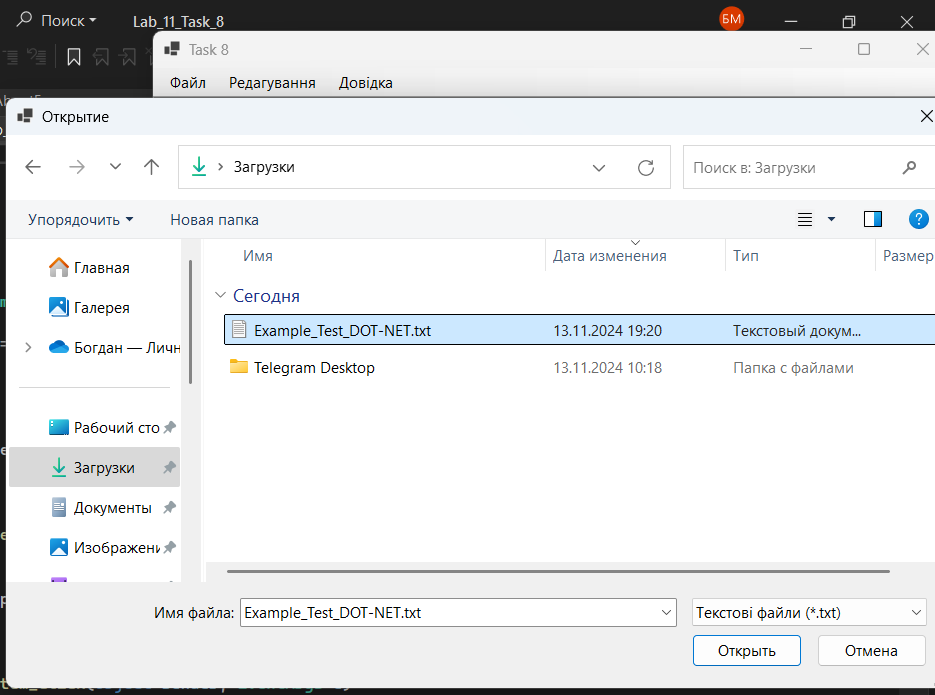 Поиск Lab_11_Task_8 БМ
Task 8
Файл Редагування Довідка
Открытие
Загрузки Поиск в: Загрузки
Упорядочить Новая папка ?
Имя Дата изменения Тип Размер
Главная
Сегодня
Галерея
Example_Test_DOT-NET.txt 13.11.2024 19:20 Текстовый докум...
Богдан — Личн
Telegram Desktop 13.11.2024 10:18 Папка с файлами
Рабочий сто
Загрузки
Документы
Изображени
Имя файла: Example_Test_DOT-NET.txt Текстові файли (*.txt)
Открыть Отмена